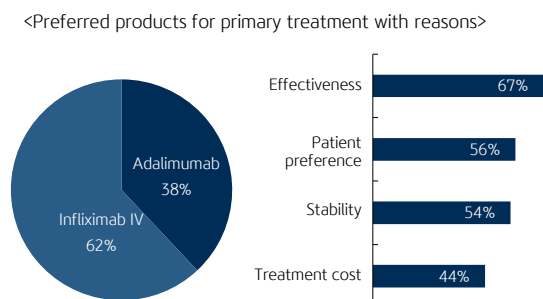 <Preferred products for primary treatment with reasons>
Adalimumab
38%
Infliximab IV
62%
Effectiveness
67%
Patient
preference
56%
Stability
54%
Treatment cost
44%